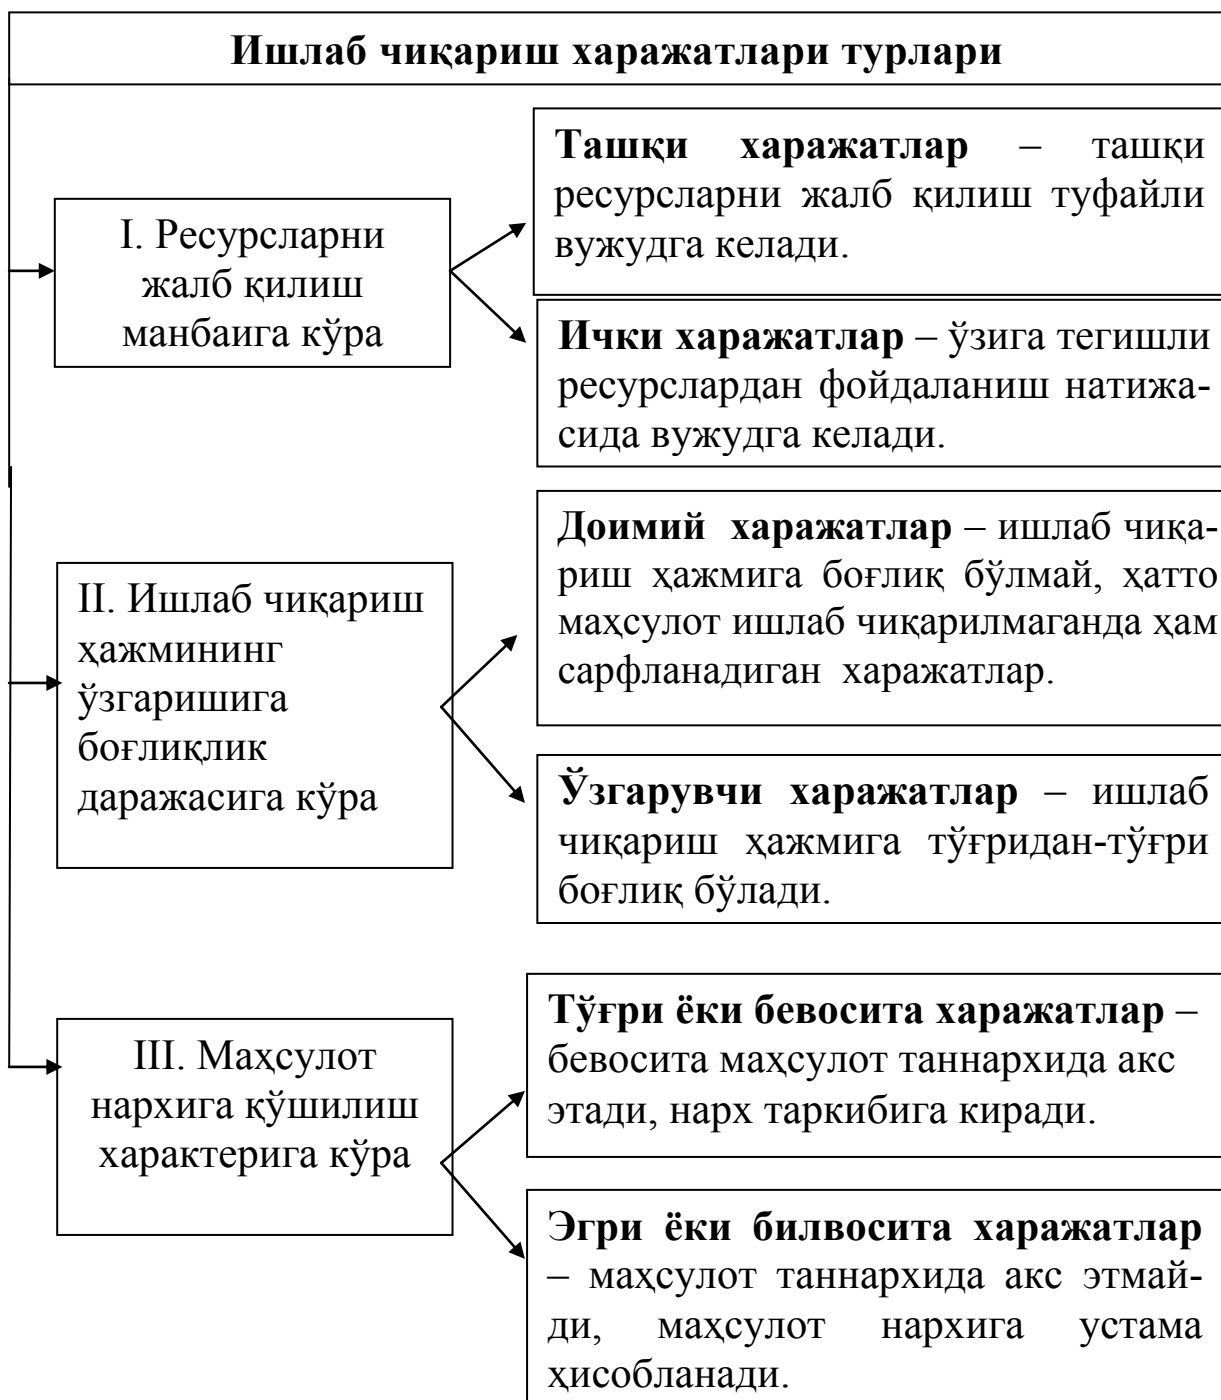 Ишлаб чиқариш харажатлари турлари
I. Ресурсларни
жалб қилиш
манбаига кўра
Ташқи харажатлар – ташқи
ресурсларни жалб қилиш туфайли
вужудга келади.
Ички харажатлар – ўзига тегишли
ресурслардан фойдаланиш натижа-
сида вужудга келади.
II. Ишлаб чиқариш
ҳажмининг
ўзгаришига
боғлиқлик
даражасига кўра
Доимий харажатлар – ишлаб чиқа-
риш ҳажмига боғлиқ бўлмай, ҳатто
маҳсулот ишлаб чиқарилмаганда ҳам
сарфланадиган харажатлар.
Ўзгарувчи харажатлар – ишлаб
чиқариш ҳажмига тўғридан-тўғри
боғлиқ бўлади.
III. Маҳсулот
нархига қўшилиш
характерига кўра
Тўғри ёки бевосита харажатлар –
бевосита маҳсулот таннархида акс
этади, нарх таркибига киради.
Эгри ёки билвосита харажатлар
– маҳсулот таннархида акс этмай-
ди, маҳсулот нархига устама
ҳисобланади.